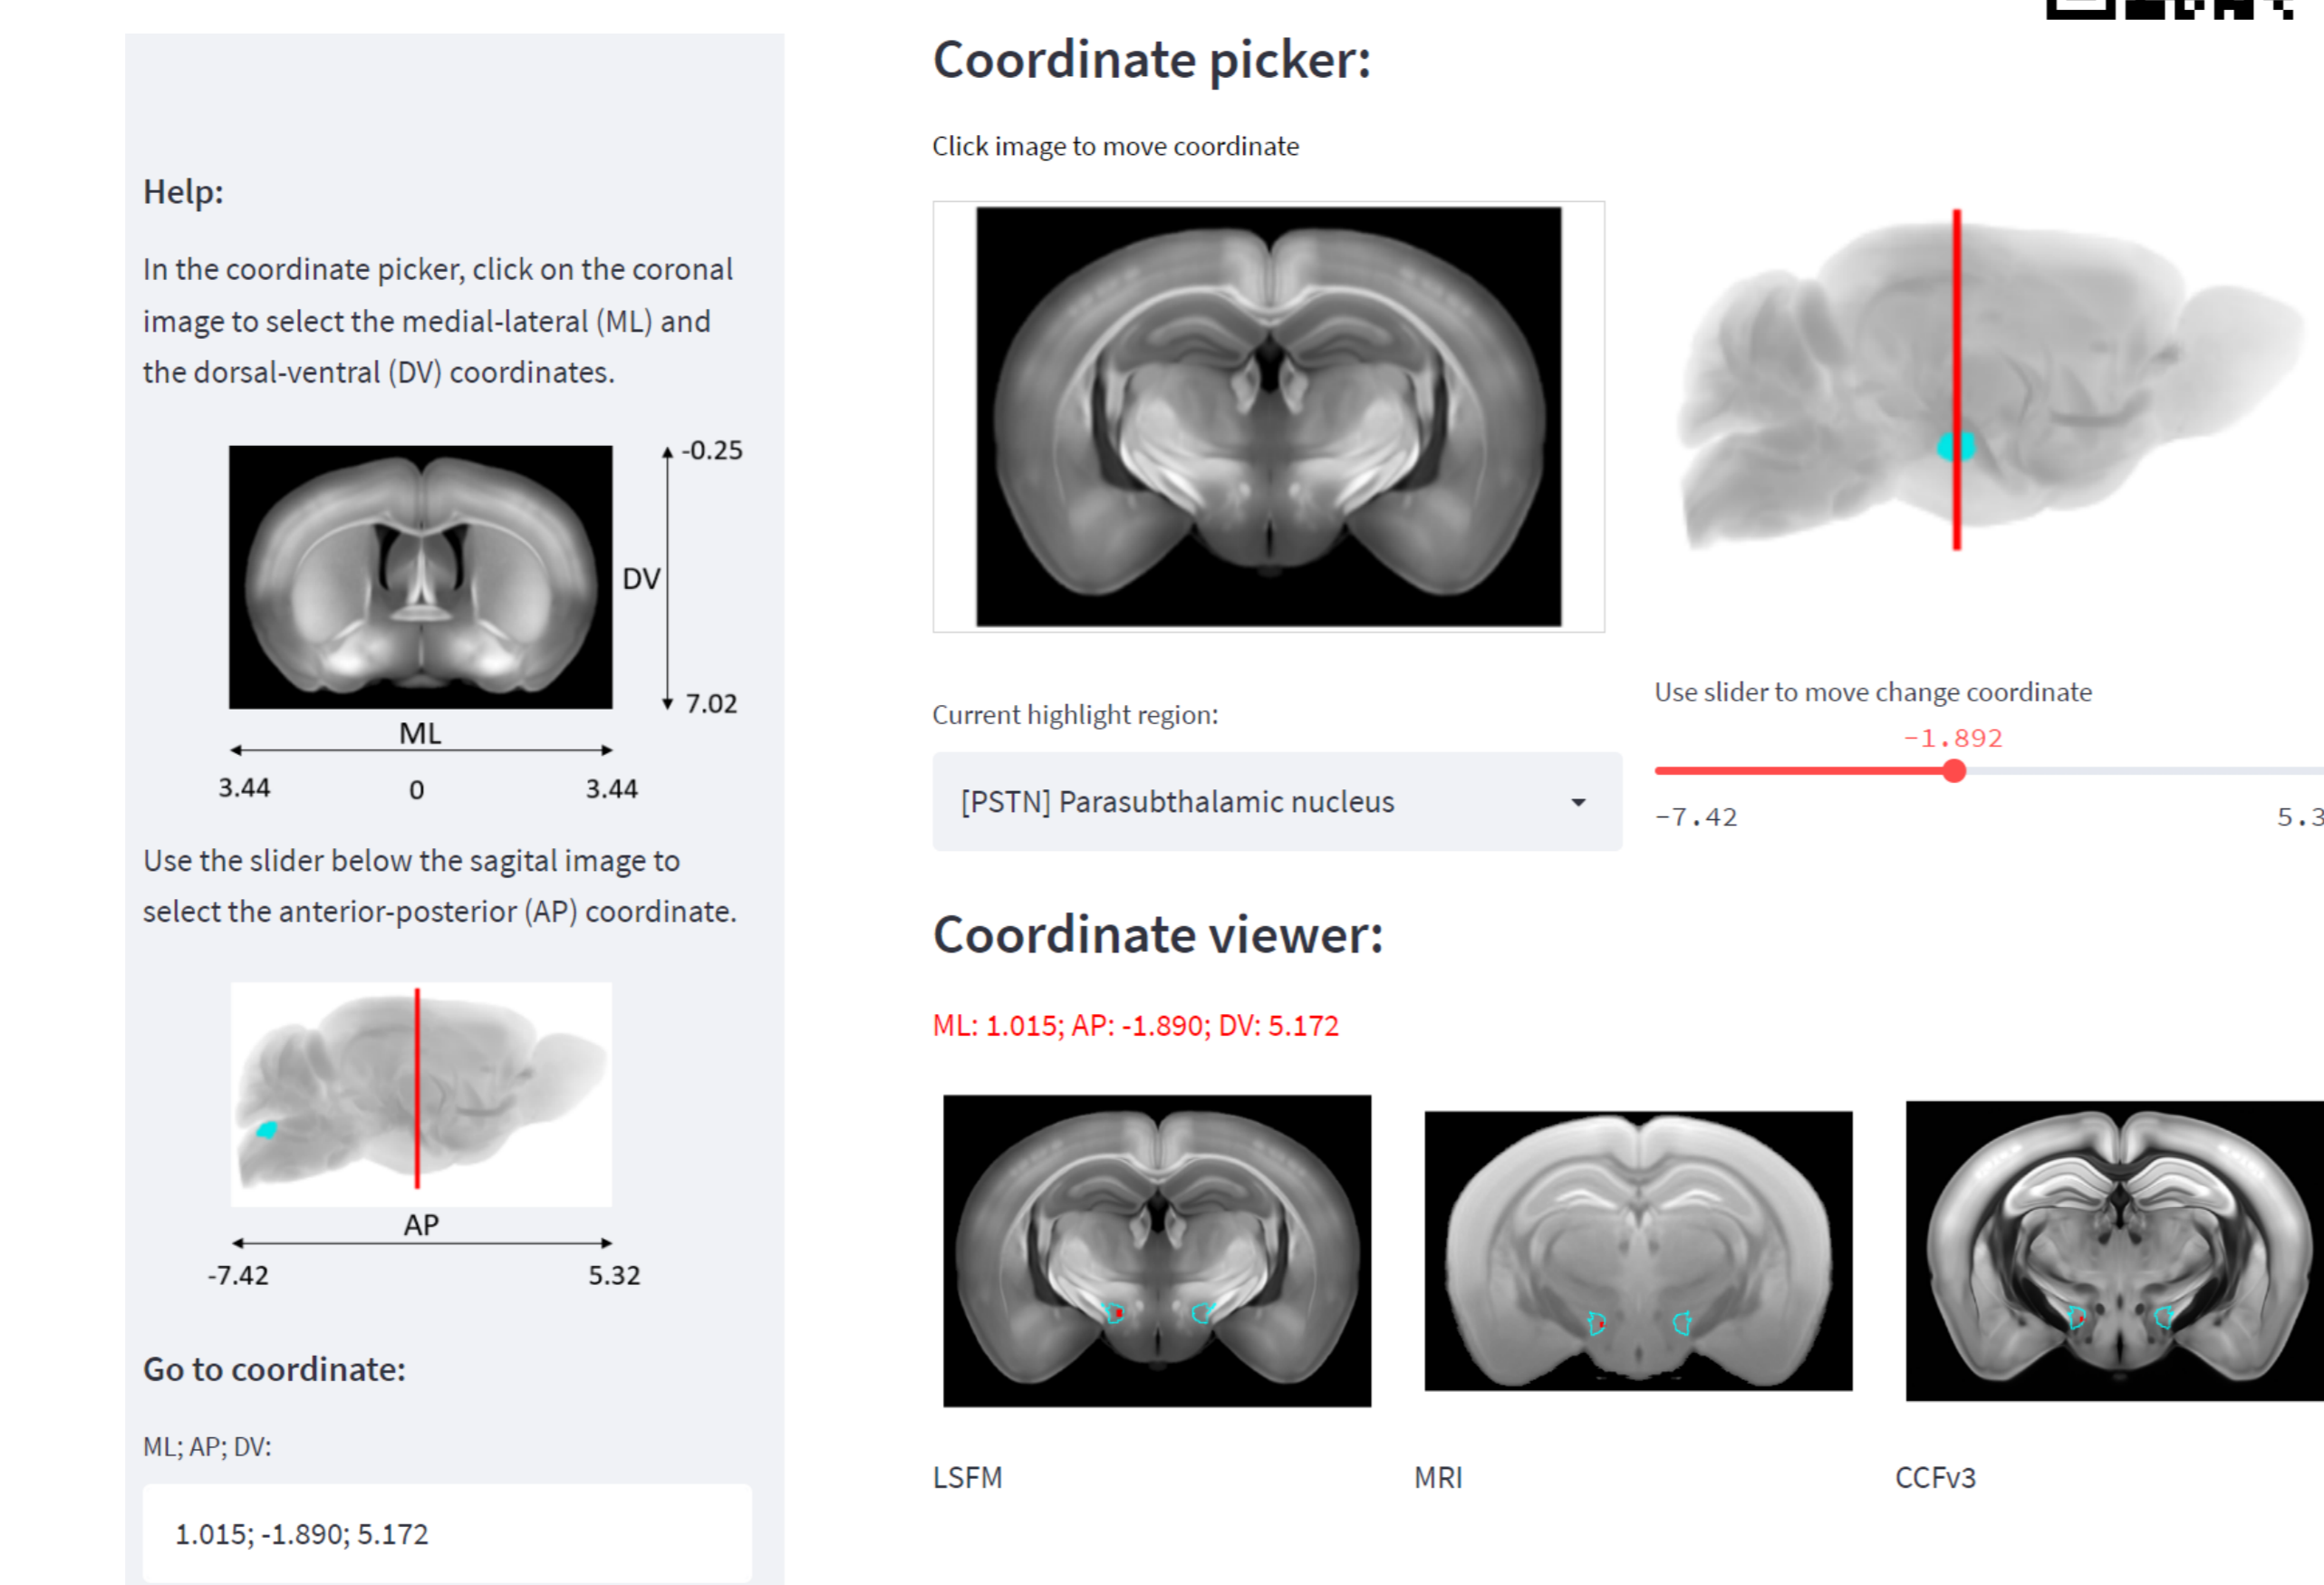 Help:
In the coordinate picker, click on the coronal
image to select the medial-lateral (ML) and
the dorsal-ventral (DV) coordinates.
-0.25
DV
7.02
ML
3.44 0 3.44
Use the slider below the sagital image to
select the anterior-posterior (AP) coordinate.
AP
-7.42 5.32
Go to coordinate:
ML; AP; DV:
1.015; -1.890; 5.172
Coordinate picker:
Click image to move coordinate
Current highlight region:
[PSTN] Parasubthalamic nucleus
Use slider to move change coordinate
-1.892
-7.42 5.3
Coordinate viewer:
ML: 1.015; AP: -1.890; DV: 5.172
LSFM MRI CCFv3